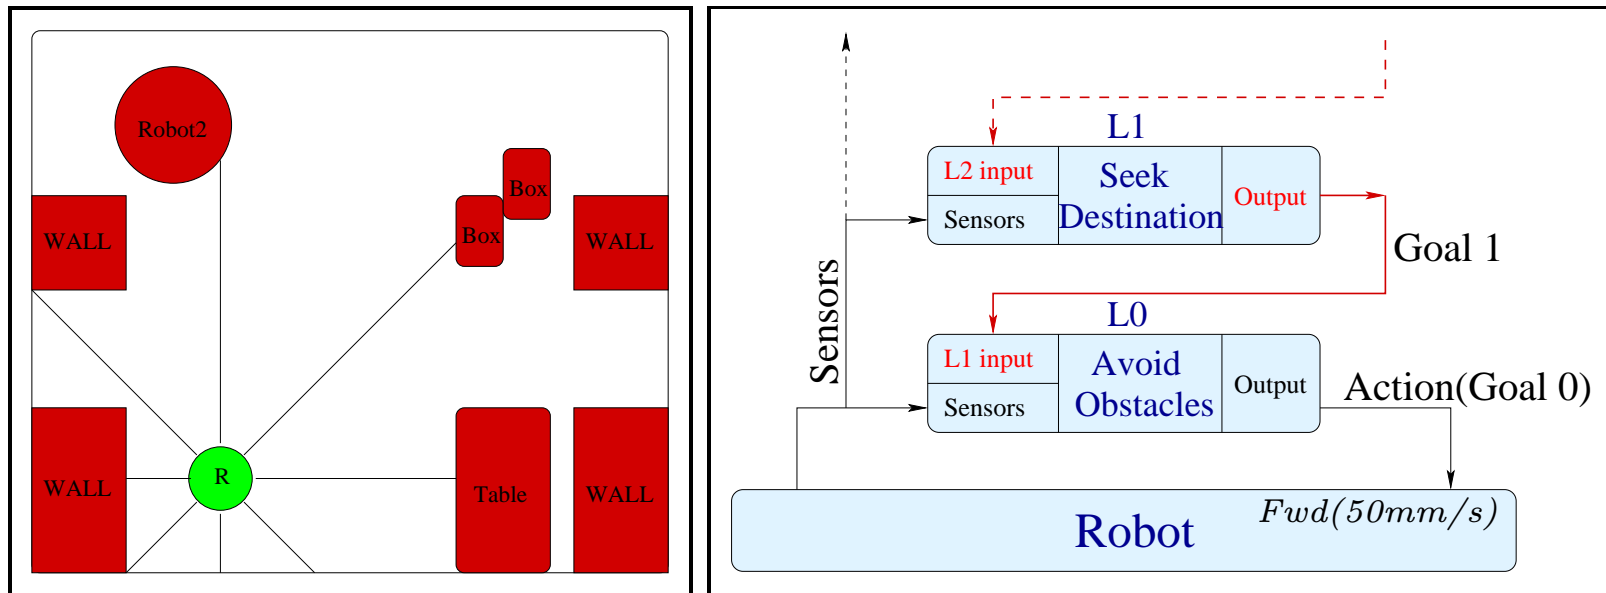 Robot2
Box
Box
WALL
WALL
WALL
R
Table
WALL
L1
L2 input
Seek
Destination
Output
Sensors
Goal 1
Sensors
L0
L1 input
Avoid
Obstacles
Output
Sensors
Action(Goal 0)
Fwd(50mm/s)
Robot